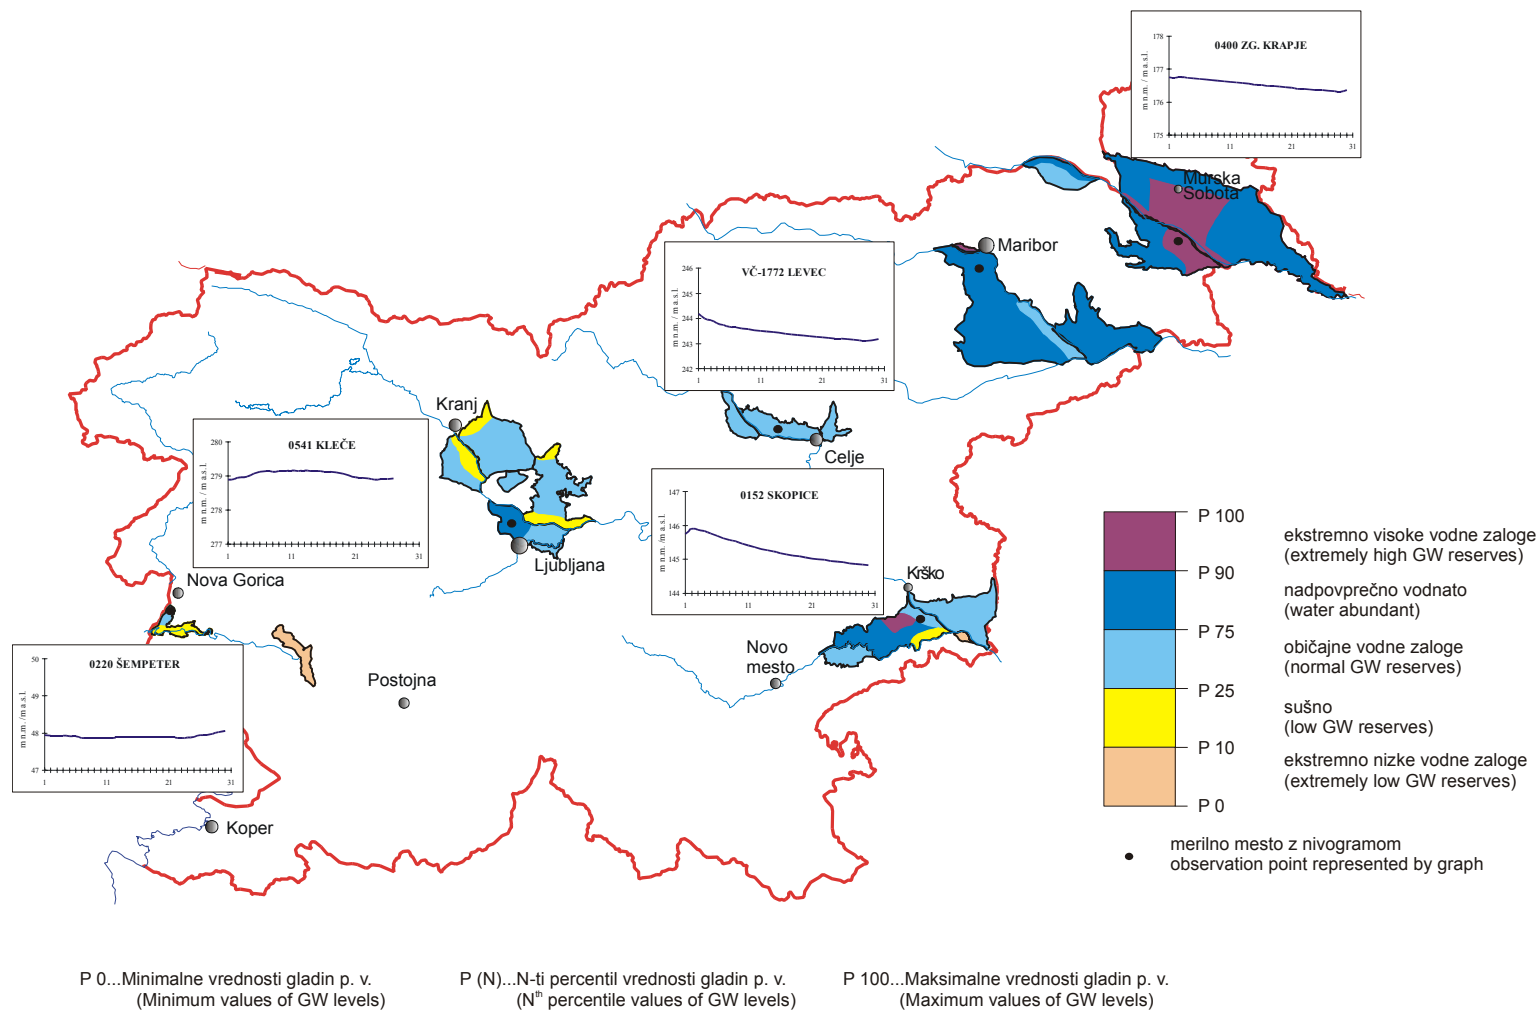 0400 ZG. KRAPJE
m n.m. / m a.s.l.
178
177
176
175
1
11
21
31
Murska
Sobota
Maribor
VČ-1772 LEVEC
m n.m. / m a.s.l.
246
245
244
243
242
1
11
21
31
Kranj
Celje
0541 KLEČE
m n.m. / m a.s.l.
280
279
278
277
1
11
21
31
Ljubljana
0152 SKOPICE
m n.m. /m a.s.l.
147
146
145
144
1
11
21
31
Nova Gorica
Krško
Novo
mesto
Postojna
0220 ŠEMPETER
m n.m. /m a.s.l.
50
49
48
47
1
11
21
31
Koper
P 100
ekstremno visoke vodne zaloge
(extremely high GW reserves)
P 90
nadpovprečno vodnato
(water abundant)
P 75
običajne vodne zaloge
(normal GW reserves)
P 25
sušno
(low GW reserves)
P 10
ekstremno nizke vodne zaloge
(extremely low GW reserves)
P 0
merilno mesto z nivogramom
observation point represented by graph
P 0...Minimalne vrednosti gladin p. v.
(Minimum values of GW levels)
P (N)...N-ti percentil vrednosti gladin p. v.
(Nth percentile values of GW levels)
P 100...Maksimalne vrednosti gladin p. v.
(Maximum values of GW levels)